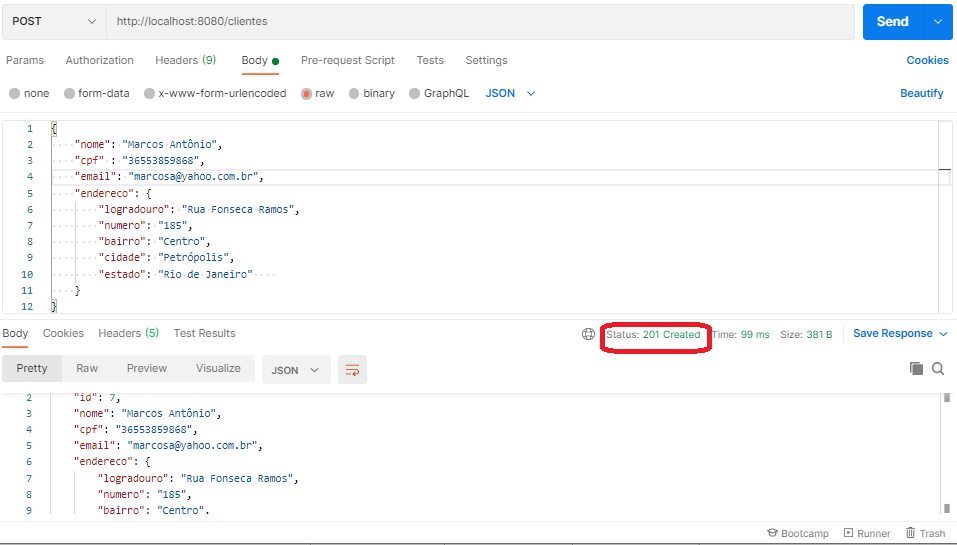 POST http://localhost:8080/clientes Send
Params Authorization Headers (9) Body Pre-request Script Tests Settings Cookies
none form-data x-www-form-urlencoded raw binary GraphQL JSON Beautify
1 {
2 "nome": "Marcos Antônio",
3 "cpf" : "36553859868",
4 "email": "marcosa@yahoo.com.br",
5 "endereco": {
6 "logradouro": "Rua Fonseca Ramos",
7 "numero": "185",
8 "bairro": "Centro",
9 "cidade": "Petrópolis",
10 "estado": "Rio de Janeiro"
11 }
12 }
Body Cookies Headers (5) Test Results Status: 201 Created Time: 99 ms Size: 381 B Save Response
Pretty Raw Preview Visualize JSON
2 "id": 7,
3 "nome": "Marcos Antônio",
4 "cpf": "36553859868",
5 "email": "marcosa@yahoo.com.br",
6 "endereco": {
7 "logradouro": "Rua Fonseca Ramos",
8 "numero": "185",
9 "bairro": "Centro",
Bootcamp Runner Trash